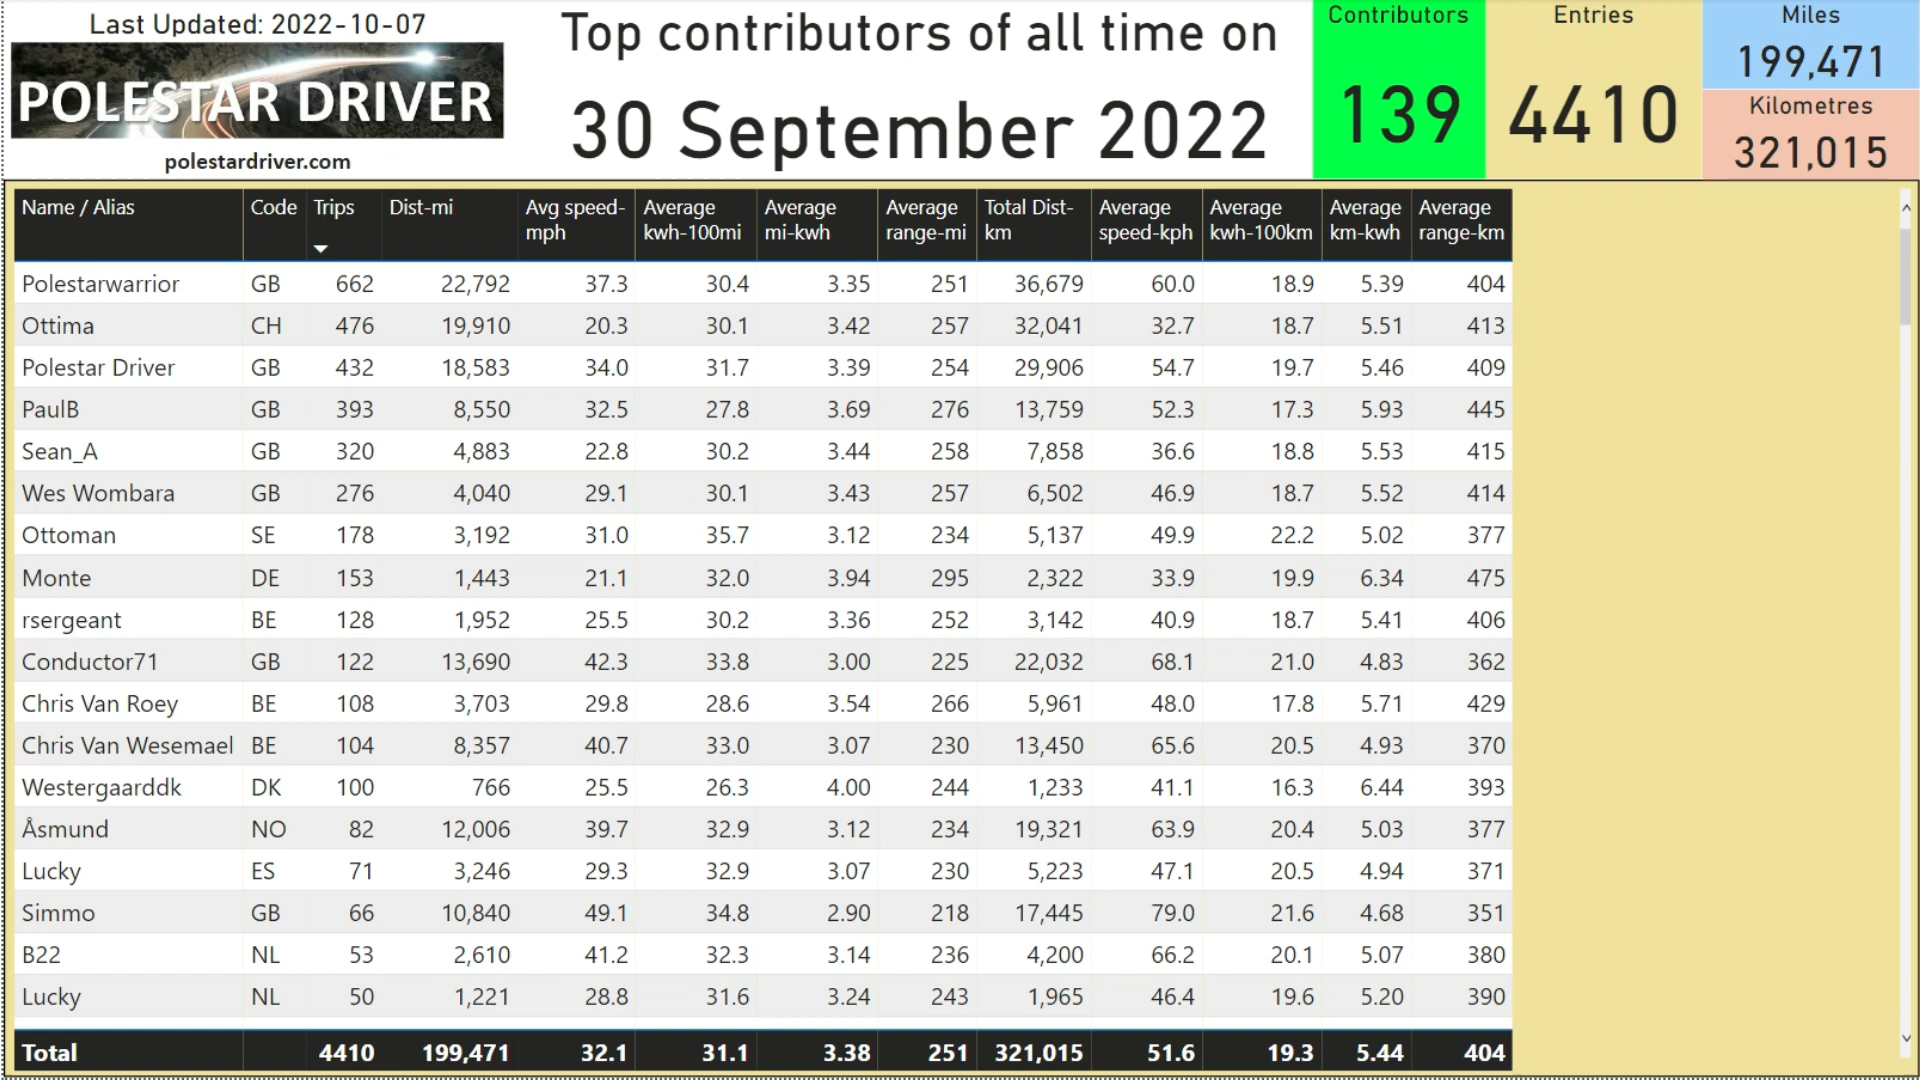 Last Updated: 2022-10-07
POLESTAR DRIVER
polestardriver.com
Top contributors of all time on
30 September 2022
Contributors
139
Entries
4410
Miles
199,471
Kilometres
321,015
Name / Alias Code Trips Dist-mi Avg speed-mph Average kwh-100mi Average mi-kwh Average range-mi Total Dist-km Average speed-kph Average kwh-100km Average km-kwh Average range-km
Polestarwarrior GB 662 22,792 37.3 30.4 3.35 251 36,679 60.0 18.9 5.39 404
Ottima CH 476 19,910 20.3 30.1 3.42 257 32,041 32.7 18.7 5.51 413
Polestar Driver GB 432 18,583 34.0 31.7 3.39 254 29,906 54.7 19.7 5.46 409
PaulB GB 393 8,550 32.5 27.8 3.69 276 13,759 52.3 17.3 5.93 445
Sean_A GB 320 4,883 22.8 30.2 3.44 258 7,858 36.6 18.8 5.53 415
Wes Wombara GB 276 4,040 29.1 30.1 3.43 257 6,502 46.9 18.7 5.52 414
Ottoman SE 178 3,192 31.0 35.7 3.12 234 5,137 49.9 22.2 5.02 377
Monte DE 153 1,443 21.1 32.0 3.94 295 2,322 33.9 19.9 6.34 475
rsergeant BE 128 1,952 25.5 30.2 3.36 252 3,142 40.9 18.7 5.41 406
Conductor71 GB 122 13,690 42.3 33.8 3.00 225 22,032 68.1 21.0 4.83 362
Chris Van Roey BE 108 3,703 29.8 28.6 3.54 266 5,961 48.0 17.8 5.71 429
Chris Van Wesemael BE 104 8,357 40.7 33.0 3.07 230 13,450 65.6 20.5 4.93 370
Westergaarddk DK 100 766 25.5 26.3 4.00 244 1,233 41.1 16.3 6.44 393
Åsmund NO 82 12,006 39.7 32.9 3.12 234 19,321 63.9 20.4 5.03 377
Lucky ES 71 3,246 29.3 32.9 3.07 230 5,223 47.1 20.5 4.94 371
Simmo GB 66 10,840 49.1 34.8 2.90 218 17,445 79.0 21.6 4.68 351
B22 NL 53 2,610 41.2 32.3 3.14 236 4,200 66.2 20.1 5.07 380
Lucky NL 50 1,221 28.8 31.6 3.24 243 1,965 46.4 19.6 5.20 390
Total 4410 199,471 32.1 31.1 3.38 251 321,015 51.6 19.3 5.44 404